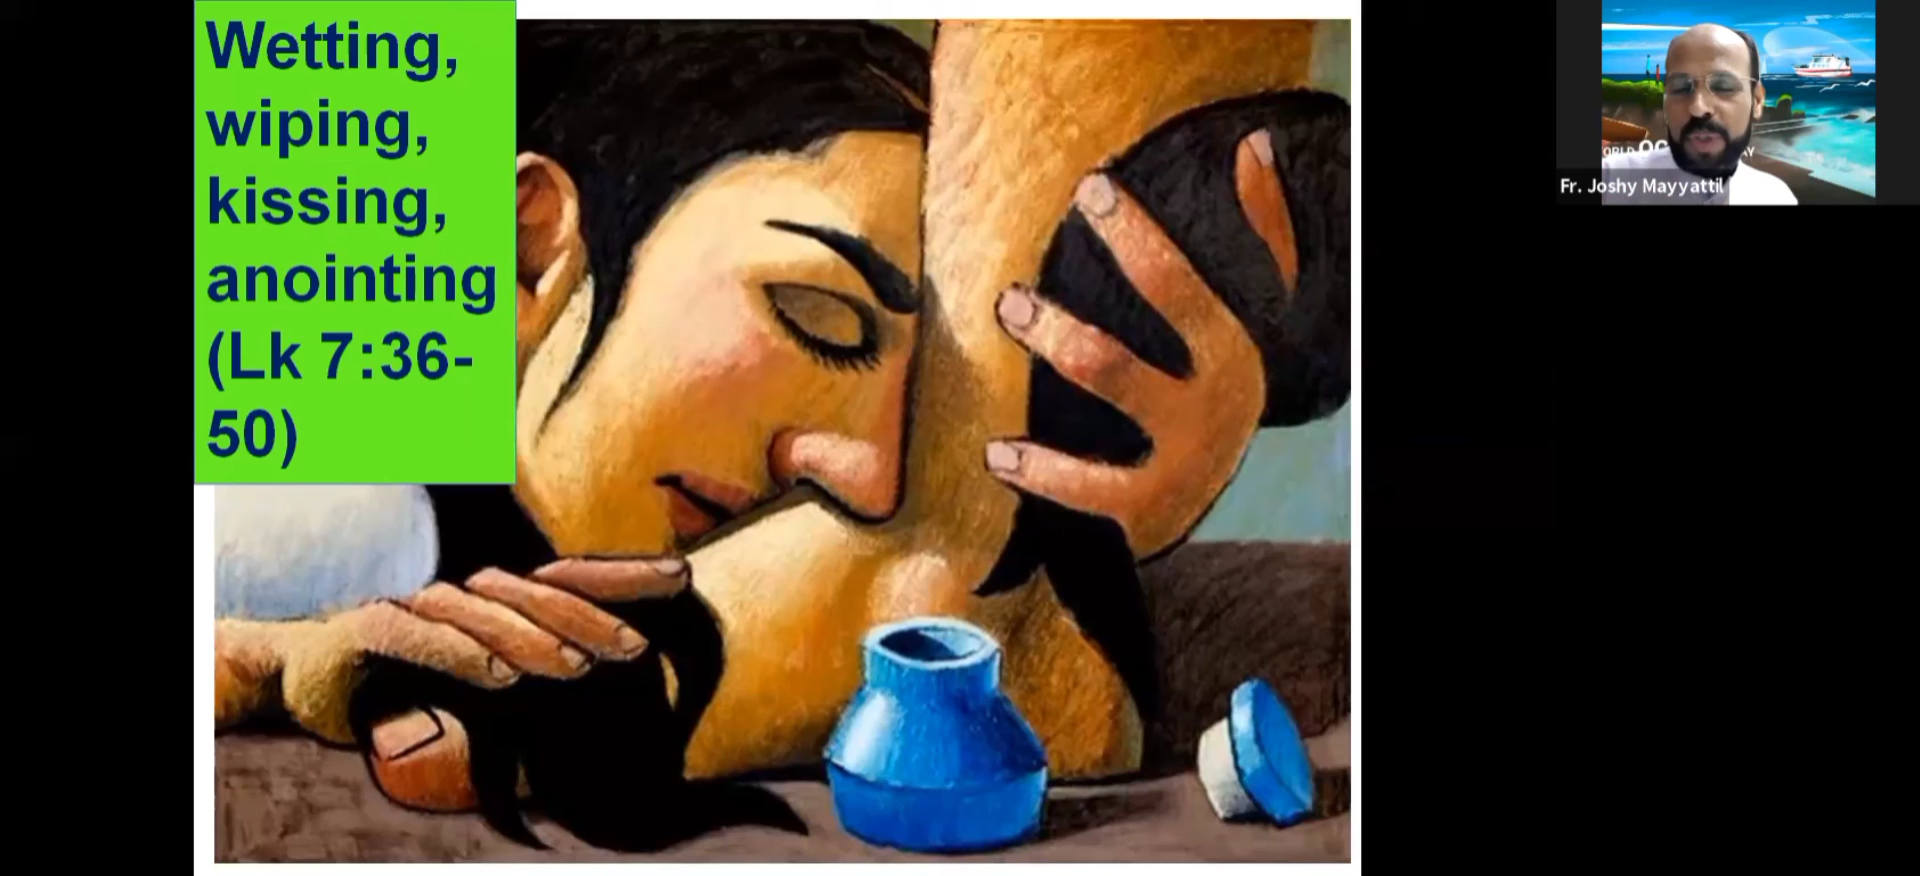 Wetting,
wiping,
kissing,
anointing
(Lk 7:36-
50)
Fr. Joshy Mayyattil